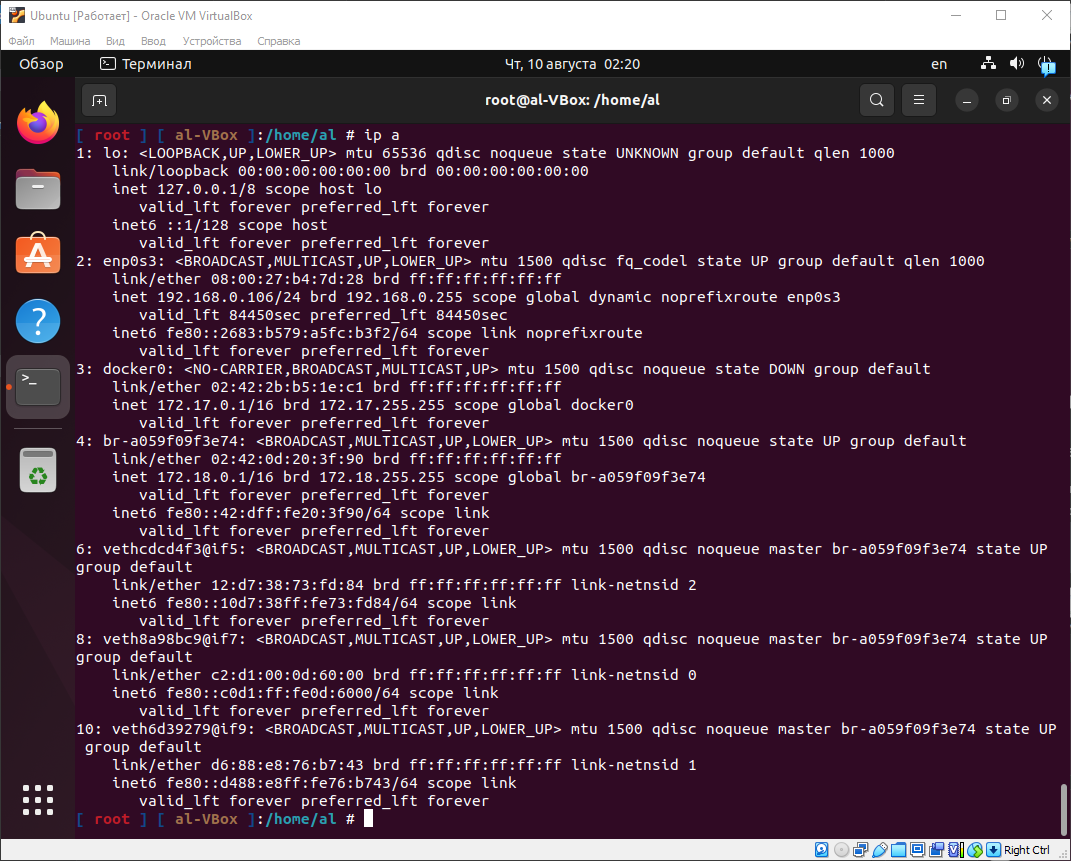 Ubuntu [Работает] - Oracle VM VirtualBox
Файл Машина Вид Ввод Устройства Справка
Обзор Терминал Чт, 10 августа 02:20 en
root@al-VBox: /home/al
[ root ] [ al-VBox ]:/home/al # ip a
1: lo: <LOOPBACK,UP,LOWER_UP> mtu 65536 qdisc noqueue state UNKNOWN group default qlen 1000
    link/loopback 00:00:00:00:00:00 brd 00:00:00:00:00:00
    inet 127.0.0.1/8 scope host lo
       valid_lft forever preferred_lft forever
    inet6 ::1/128 scope host
       valid_lft forever preferred_lft forever
2: enp0s3: <BROADCAST,MULTICAST,UP,LOWER_UP> mtu 1500 qdisc fq_codel state UP group default qlen 1000
    link/ether 08:00:27:b4:7d:28 brd ff:ff:ff:ff:ff:ff
    inet 192.168.0.106/24 brd 192.168.0.255 scope global dynamic noprefixroute enp0s3
       valid_lft 84450sec preferred_lft 84450sec
    inet6 fe80::2683:b579:a5fc:b3f2/64 scope link noprefixroute
       valid_lft forever preferred_lft forever
3: docker0: <NO-CARRIER,BROADCAST,MULTICAST,UP> mtu 1500 qdisc noqueue state DOWN group default
    link/ether 02:42:2b:b5:1e:c1 brd ff:ff:ff:ff:ff:ff
    inet 172.17.0.1/16 brd 172.17.255.255 scope global docker0
       valid_lft forever preferred_lft forever
4: br-a059f09f3e74: <BROADCAST,MULTICAST,UP,LOWER_UP> mtu 1500 qdisc noqueue state UP group default
    link/ether 02:42:0d:20:3f:90 brd ff:ff:ff:ff:ff:ff
    inet 172.18.0.1/16 brd 172.18.255.255 scope global br-a059f09f3e74
       valid_lft forever preferred_lft forever
    inet6 fe80::42:dff:fe20:3f90/64 scope link
       valid_lft forever preferred_lft forever
6: vethcdcd4f3@if5: <BROADCAST,MULTICAST,UP,LOWER_UP> mtu 1500 qdisc noqueue master br-a059f09f3e74 state UP
group default
    link/ether 12:d7:38:73:fd:84 brd ff:ff:ff:ff:ff:ff link-netnsid 2
    inet6 fe80::10d7:38ff:fe73:fd84/64 scope link
       valid_lft forever preferred_lft forever
8: veth8a98bc9@if7: <BROADCAST,MULTICAST,UP,LOWER_UP> mtu 1500 qdisc noqueue master br-a059f09f3e74 state UP
group default
    link/ether c2:d1:00:0d:60:00 brd ff:ff:ff:ff:ff:ff link-netnsid 0
    inet6 fe80::c0d1:ff:fe0d:6000/64 scope link
       valid_lft forever preferred_lft forever
10: veth6d39279@if9: <BROADCAST,MULTICAST,UP,LOWER_UP> mtu 1500 qdisc noqueue master br-a059f09f3e74 state UP
 group default
    link/ether d6:88:e8:76:b7:43 brd ff:ff:ff:ff:ff:ff link-netnsid 1
    inet6 fe80::d488:e8ff:fe76:b743/64 scope link
       valid_lft forever preferred_lft forever
[ root ] [ al-VBox ]:/home/al #
Right Ctrl